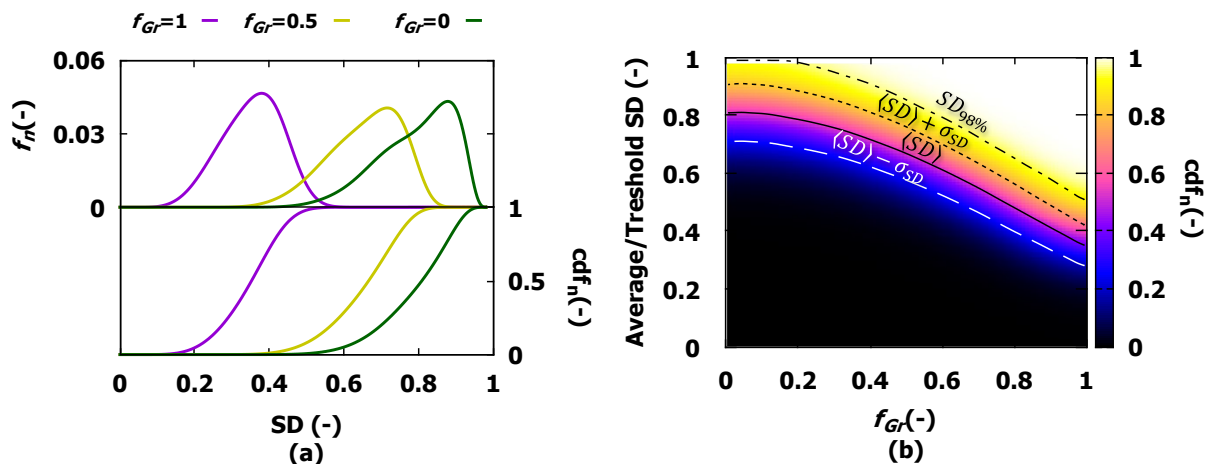 f_Gr=1 f_Gr=0.5 f_Gr=0
0.06
0.03
0
f_n(-)
1
0.5
0
cdf_n(-)
0 0.2 0.4 0.6 0.8 1
SD (-)
(a)
Average/Treshold SD (-)
1
0.8
0.6
0.4
0.2
0
SD_98%
⟨SD⟩ + σ_SD
⟨SD⟩
⟨SD⟩ − σ_SD
0 0.2 0.4 0.6 0.8 1
f_Gr(-)
(b)
1
0.8
0.6
0.4
0.2
0
cdf_n(-)